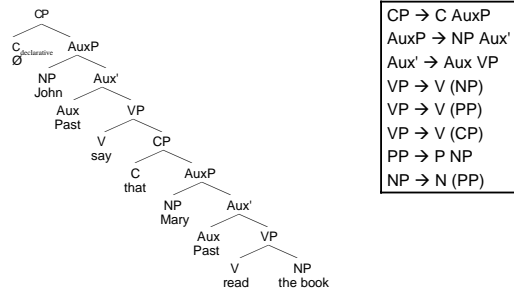 CP
C declarative AuxP
Ø
NP Aux'
John
Aux VP
Past
V CP
say
C AuxP
that
NP Aux'
Mary
Aux VP
Past
V NP
read the book
CP → C AuxP
AuxP → NP Aux'
Aux' → Aux VP
VP → V (NP)
VP → V (PP)
VP → V (CP)
PP → P NP
NP → N (PP)